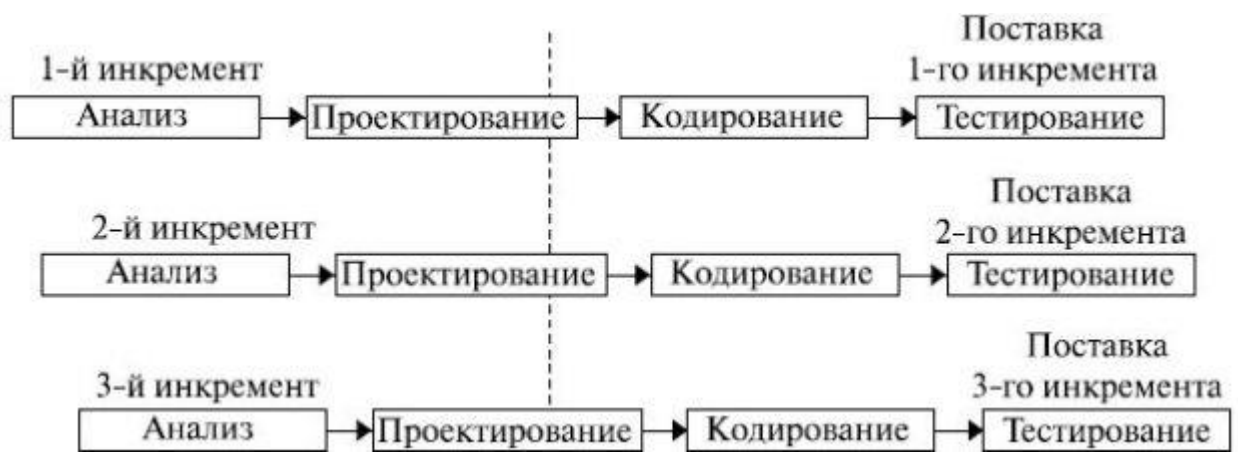 Поставка
1-й инкремент
1-го инкремента
Анализ
Проектирование
Кодирование
Тестирование
Поставка
2-й инкремент
2-го инкремента
Анализ
Проектирование
Кодирование
Тестирование
Поставка
3-й инкремент
3-го инкремента
Анализ
Проектирование
Кодирование
Тестирование